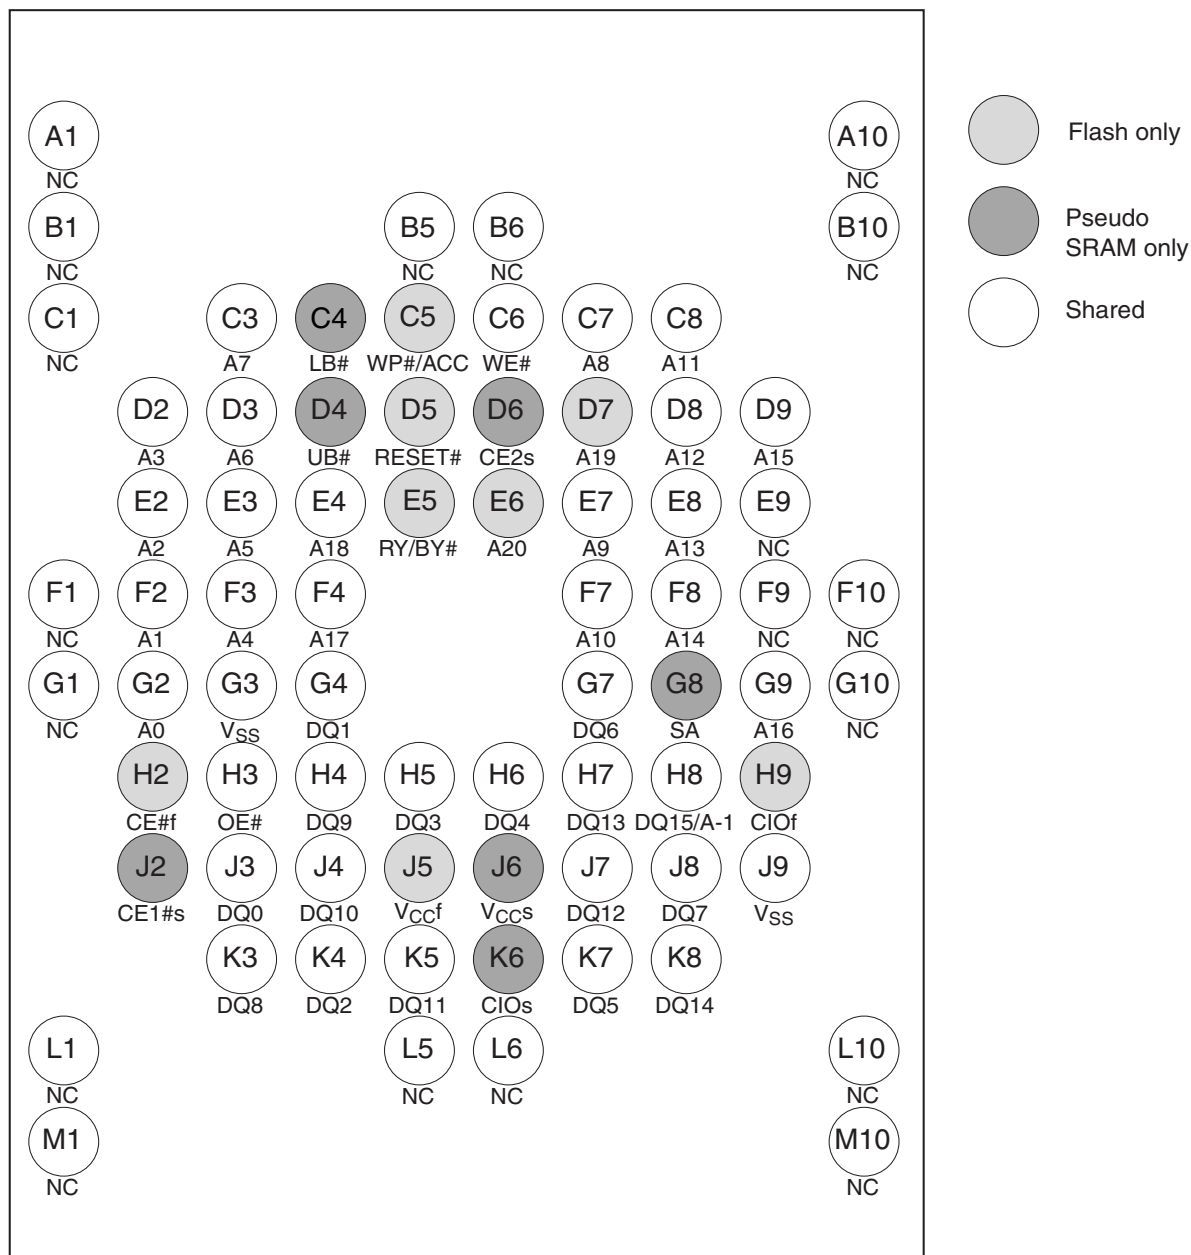 A1 A10
NC NC
Flash only
B1 B5 B6 B10
NC NC NC NC
Pseudo
SRAM only
C1 C3 C4 C5 C6 C7 C8
NC A7 LB# WP#/ACC WE# A8 A11
Shared
D2 D3 D4 D5 D6 D7 D8 D9
A3 A6 UB# RESET# CE2s A19 A12 A15
E2 E3 E4 E5 E6 E7 E8 E9
A2 A5 A18 RY/BY# A20 A9 A13 NC
F1 F2 F3 F4 F7 F8 F9 F10
NC A1 A4 A17 A10 A14 NC NC
G1 G2 G3 G4 G7 G8 G9 G10
NC A0 VSS DQ1 DQ6 SA A16 NC
H2 H3 H4 H5 H6 H7 H8 H9
CE#f OE# DQ9 DQ3 DQ4 DQ13 DQ15/A-1 CIOf
J2 J3 J4 J5 J6 J7 J8 J9
CE1#s DQ0 DQ10 VCCf VCCs DQ12 DQ7 VSS
K3 K4 K5 K6 K7 K8
DQ8 DQ2 DQ11 CIOs DQ5 DQ14
L1 L5 L6 L10
NC NC NC NC
M1 M10
NC NC